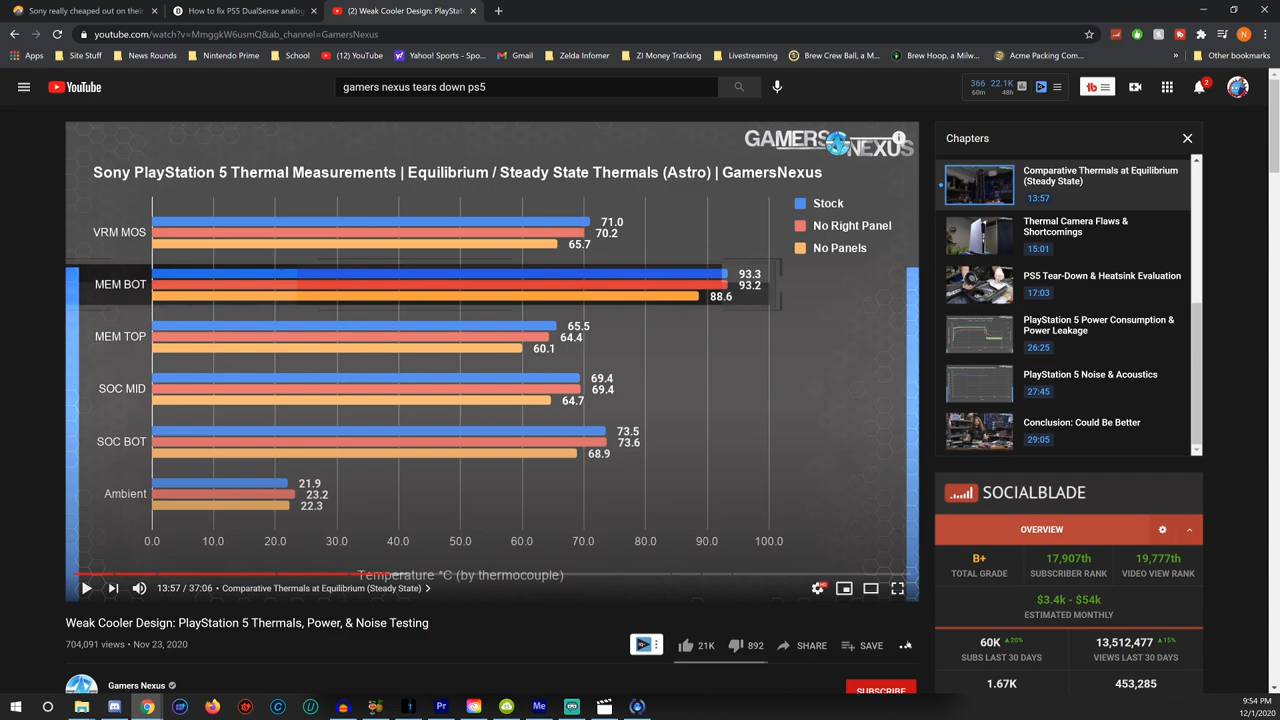 Sony really cheaped out on their
How to fix PS5 DualSense analog
(2) Weak Cooler Design: PlayStat
youtube.com/watch?v=MmggkW6usmQ&ab_channel=GamersNexus
Apps
Site Stuff
News Rounds
Nintendo Prime
School
(12) YouTube
Yahoo! Sports - Spo...
Gmail
Zelda Infomer
ZI Money Tracking
Livestreaming
Brew Crew Ball, a M...
Brew Hoop, a Milw...
Acme Packing Com...
Other bookmarks
YouTube
gamers nexus tears down ps5
366
60m
22.1K
48h
2
GAMERS NEXUS
Sony PlayStation 5 Thermal Measurements | Equilibrium / Steady State Thermals (Astro) | GamersNexus
Stock
No Right Panel
No Panels
VRM MOS
71.0
70.2
65.7
MEM BOT
93.3
93.2
88.6
MEM TOP
65.5
64.4
60.1
SOC MID
69.4
69.4
64.7
SOC BOT
73.5
73.6
68.9
Ambient
21.9
23.2
22.3
0.0 10.0 20.0 30.0 40.0 50.0 60.0 70.0 80.0 90.0 100.0
Temperature *C (by thermocouple)
13:57 / 37:06 • Comparative Thermals at Equilibrium (Steady State)
HD
Weak Cooler Design: PlayStation 5 Thermals, Power, & Noise Testing
704,091 views • Nov 23, 2020
21K
892
SHARE
SAVE
Gamers Nexus
SUBSCRIBE
Chapters
Comparative Thermals at Equilibrium
(Steady State)
13:57
Thermal Camera Flaws &
Shortcomings
15:01
PS5 Tear-Down & Heatsink Evaluation
17:03
PlayStation 5 Power Consumption &
Power Leakage
26:25
PlayStation 5 Noise & Acoustics
27:45
Conclusion: Could Be Better
29:05
SOCIALBLADE
OVERVIEW
B+
TOTAL GRADE
17,907th
SUBSCRIBER RANK
19,777th
VIDEO VIEW RANK
$3.4k - $54k
ESTIMATED MONTHLY
60K ▲20%
SUBS LAST 30 DAYS
13,512,477 ▲15%
VIEWS LAST 30 DAYS
1.67K
453,285
9:54 PM
12/1/2020